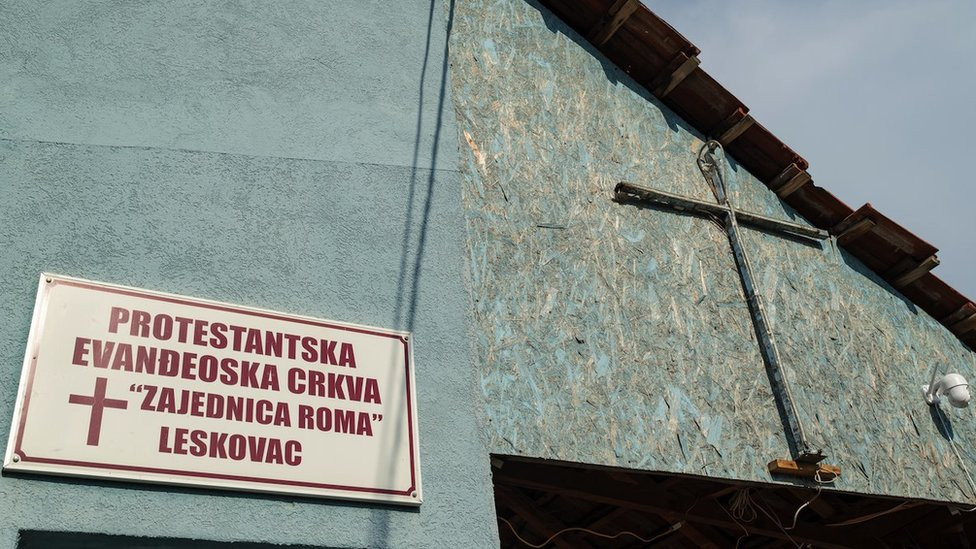 PROTESTANTSKA
EVANĐEOSKA CRKVA
“ZAJEDNICA ROMA”
LESKOVAC